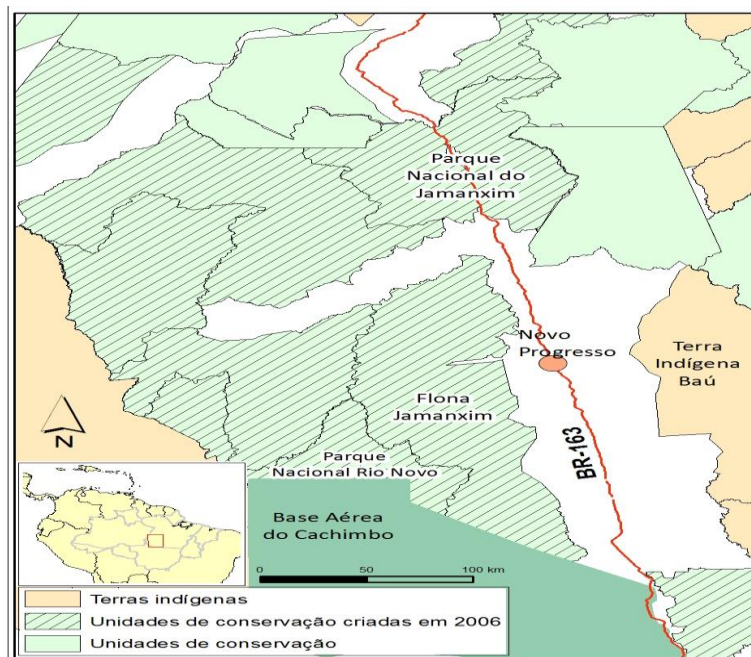 Parque
Nacional do
Jamanxim
Novo
Progresso
Terra
Indígena
Baú
Flona
Jamanxim
BR-163
Parque
Nacional Rio Novo
N
Base Aérea
do Cachimbo
0 50 100 km
Terras indígenas
Unidades de conservação criadas em 2006
Unidades de conservação